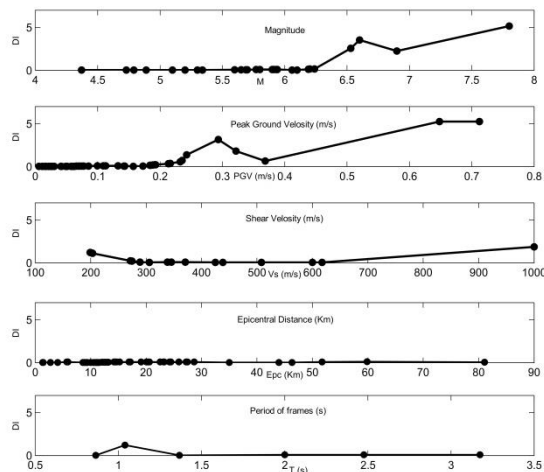 Magnitude
DI
5
0
4 4.5 5 5.5 6 6.5 7 7.5 8
M
Peak Ground Velocity (m/s)
DI
5
0
0 0.1 0.2 0.3 0.4 0.5 0.6 0.7 0.8
PGV (m/s)
Shear Velocity (m/s)
DI
5
0
100 200 300 400 500 600 700 800 900 1000
Vs (m/s)
Epicentral Distance (Km)
DI
5
0
0 10 20 30 40 50 60 70 80 90
Epc (Km)
Period of frames (s)
DI
5
0
0.5 1 1.5 2 2.5 3 3.5
T (s)